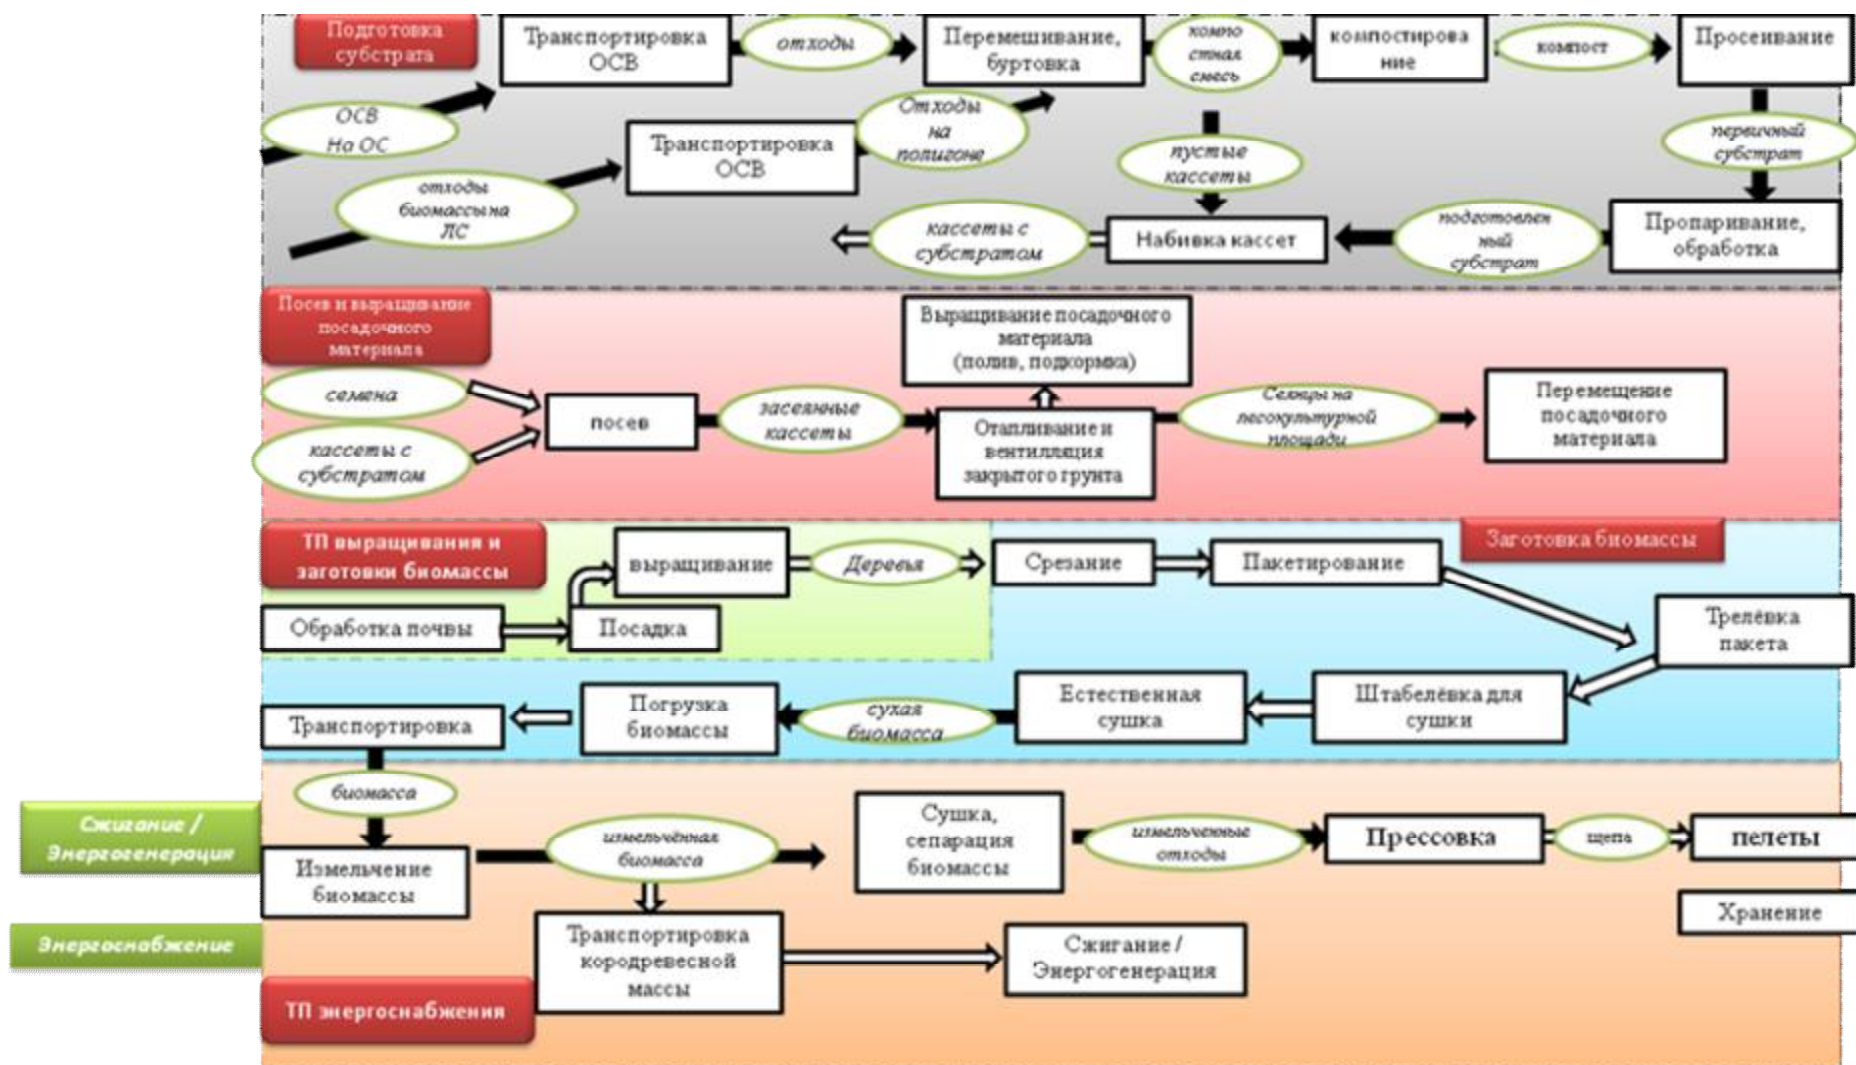 Подготовка
субстрата
Транспортировка
ОСВ
отходы
Перемешивание,
буртовка
компо
стная
смесь
компостирова
ние
компост
Просеивание
ОСВ
На ОС
Транспортировка
ОСВ
Отходы
на
полигоне
пустые
кассеты
первичный
субстрат
отходы
биомассы на
ЛС
кассеты с
субстратом
Набивка кассет
подготовлен
ный
субстрат
Пропаривание,
обработка
Посев и выращивание
посадочного
материала
Выращивание посадочного
материала
(полив, подкормка)
семена
кассеты с
субстратом
посев
засеянные
кассеты
Отапливание и
вентилляция
закрытого грунта
Сеянцы на
лесокультурной
площади
Перемещение
посадочного
материала
ТП выращивания и
заготовки биомассы
выращивание
Деревья
Срезание
Пакетирование
Заготовка биомассы
Обработка почвы
Посадка
Трелёвка
пакета
Транспортировка
Погрузка
биомассы
сухая
биомасса
Естественная
сушка
Штабелёвка для
сушки
биомасса
Сжигание /
Энергогенерация
Измельчение
биомассы
измельчённая
биомасса
Сушка,
сепарация
биомассы
измельченные
отходы
Прессовка
щепа
пелеты
Хранение
Энергоснабжение
Транспортировка
кородревесной
массы
Сжигание /
Энергогенерация
ТП энергоснабжения